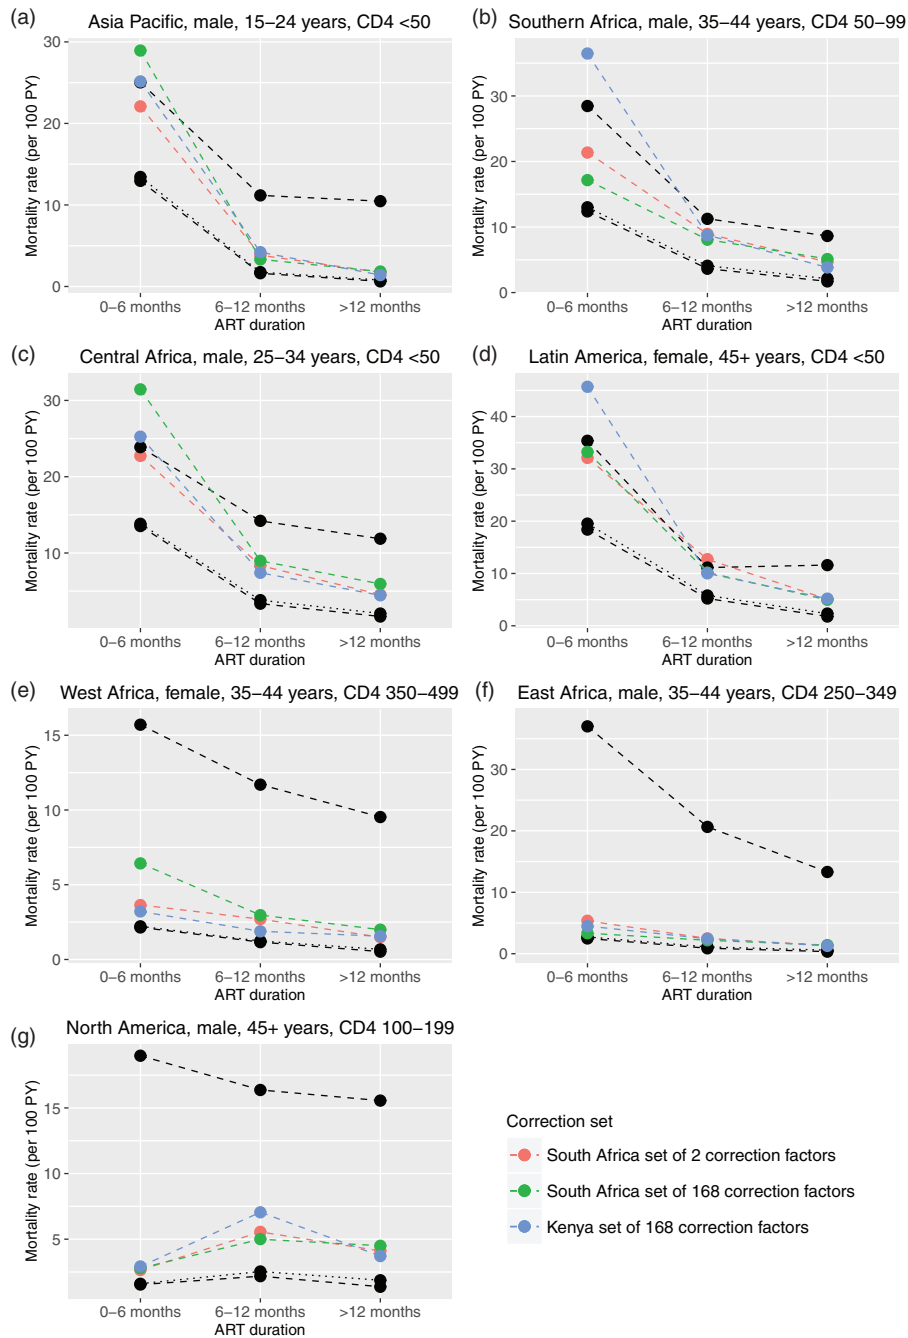 (a) Asia Pacific, male, 15–24 years, CD4 <50
Mortality rate (per 100 PY)
30
20
10
0
0–6 months 6–12 months >12 months
ART duration
(b) Southern Africa, male, 35–44 years, CD4 50–99
Mortality rate (per 100 PY)
30
20
10
0
0–6 months 6–12 months >12 months
ART duration
(c) Central Africa, male, 25–34 years, CD4 <50
Mortality rate (per 100 PY)
30
20
10
0–6 months 6–12 months >12 months
ART duration
(d) Latin America, female, 45+ years, CD4 <50
Mortality rate (per 100 PY)
40
30
20
10
0
0–6 months 6–12 months >12 months
ART duration
(e) West Africa, female, 35–44 years, CD4 350–499
Mortality rate (per 100 PY)
15
10
5
0
0–6 months 6–12 months >12 months
ART duration
(f) East Africa, male, 35–44 years, CD4 250–349
Mortality rate (per 100 PY)
30
20
10
0
0–6 months 6–12 months >12 months
ART duration
(g) North America, male, 45+ years, CD4 100–199
Mortality rate (per 100 PY)
15
10
5
0–6 months 6–12 months >12 months
ART duration
Correction set
South Africa set of 2 correction factors
South Africa set of 168 correction factors
Kenya set of 168 correction factors